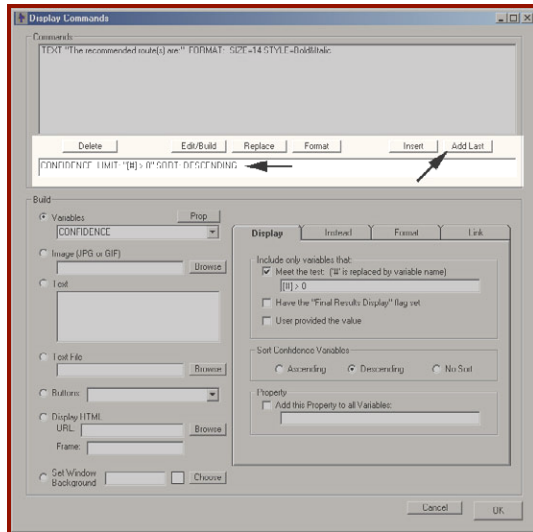 Display Commands
Commands
TEXT "The recommended route(s) are:" FORMAT: SIZE=14 STYLE=Bold&Italic
Delete Edit/Build Replace Format Insert Add Last
CONFIDENCE LIMIT: "[#] > 0" SORT: DESCENDING
Build
Variables Prop
CONFIDENCE
Image (JPG or GIF)
Browse
Text
Text File
Browse
Buttons:
Display HTML
URL: Browse
Frame:
Set Window
Background Choose
Display Instead Format Link
Include only variables that:
Meet the test: ('#' is replaced by variable name)
[#] > 0
Have the "Final Results Display" flag set
User provided the value
Sort Confidence Variables
Ascending Descending No Sort
Property
Add this Property to all Variables:
Cancel OK